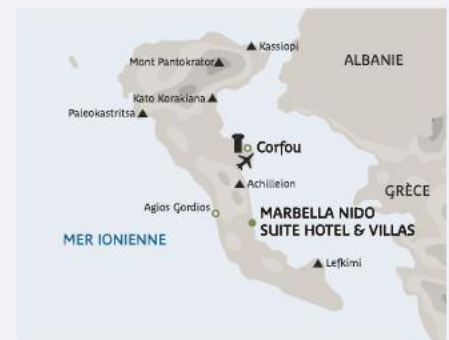 Kassiopi
Mont Pantokrator
ALBANIE
Kato Korakiana
Paleokastritsa
Corfou
Achilleion
GRÈCE
Agios Gordios
MARBELLA NIDO
SUITE HOTEL & VILLAS
MER IONIENNE
Lefkimi